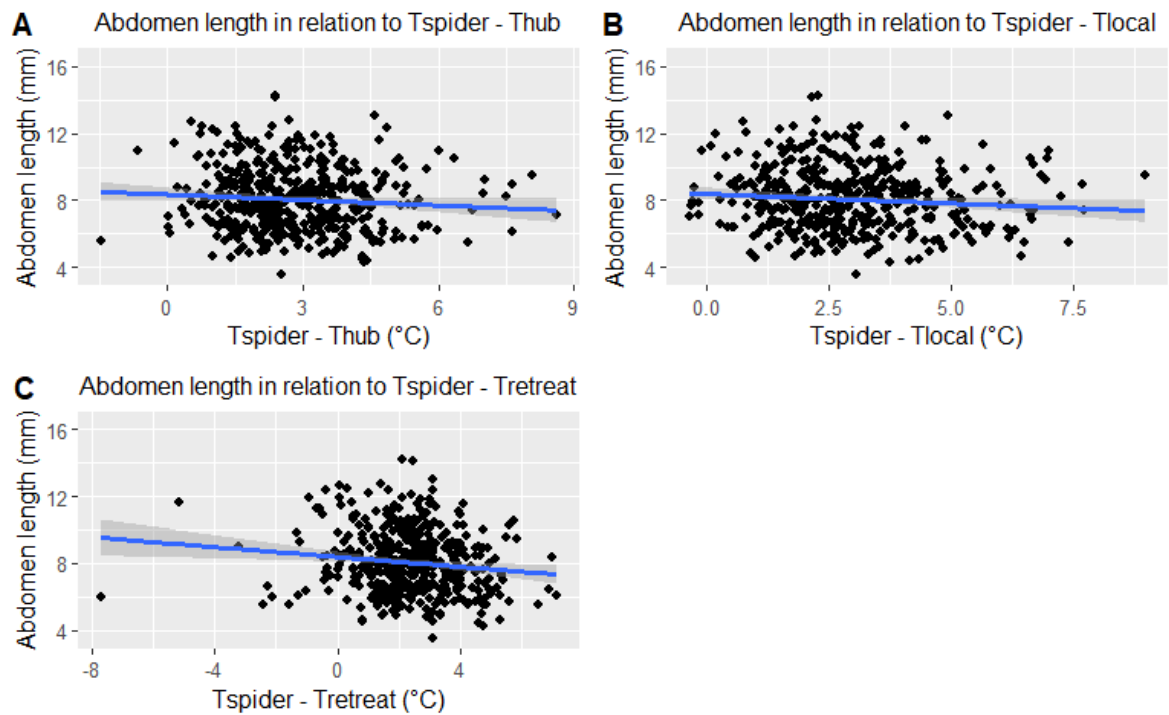 A Abdomen length in relation to Tspider - Thub
Abdomen length (mm)
16
12
8
4
0
3
6
9
Tspider - Thub (°C)
B Abdomen length in relation to Tspider - Tlocal
Abdomen length (mm)
16
12
8
4
0.0
2.5
5.0
7.5
Tspider - Tlocal (°C)
C Abdomen length in relation to Tspider - Tretreat
Abdomen length (mm)
16
12
8
4
-8
-4
0
4
Tspider - Tretreat (°C)